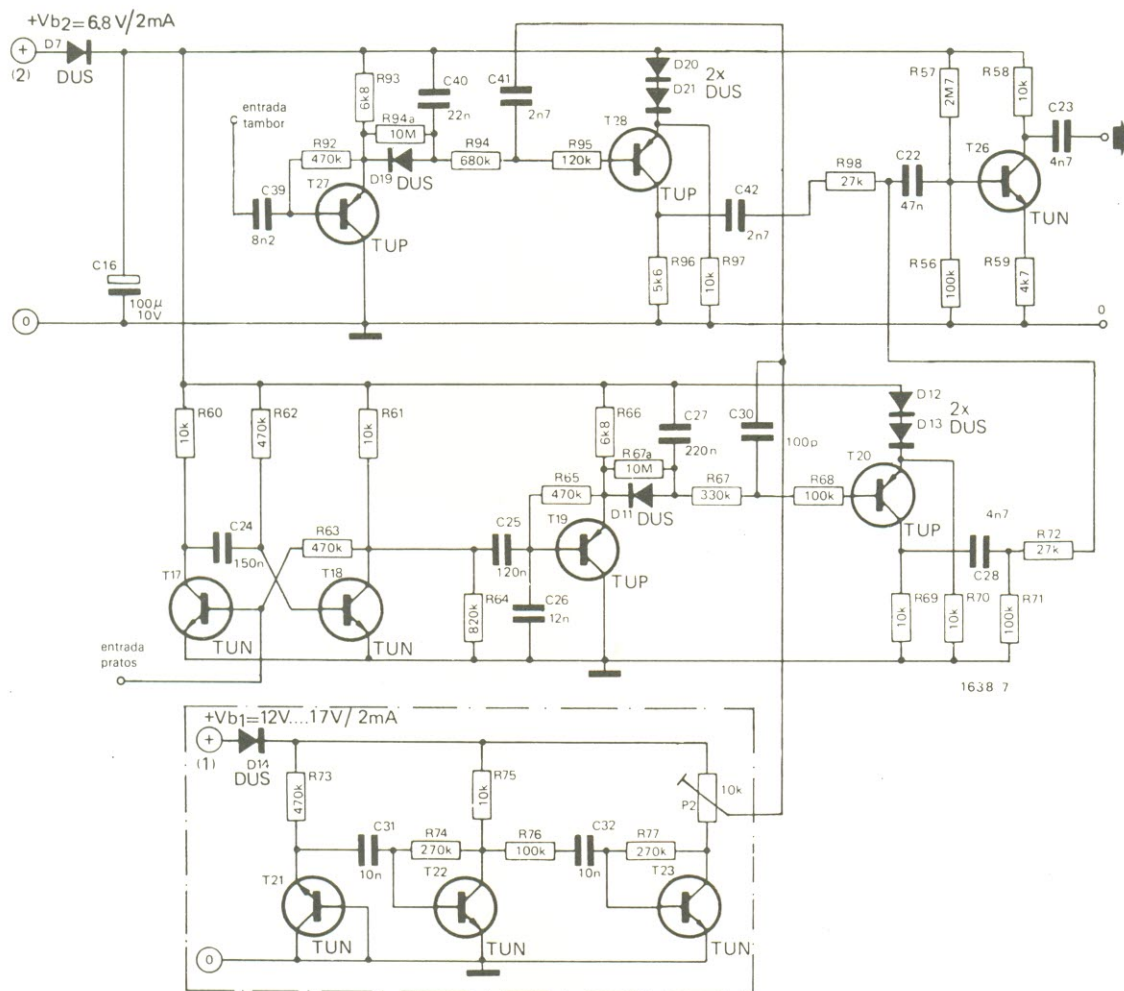 +Vb2=6.8 V/2mA
D7
+
(2)
DUS
R93
6k8
C40
22n
C41
2n7
D20
D21
2x
DUS
R57
2M7
R58
10k
C23
4n7
entrada
tambor
R94a
10M
R92
470k
D19
DUS
R94
680k
R95
120k
T28
TUP
R98
27k
C22
47n
T26
TUN
C39
8n2
T27
TUP
C42
2n7
C16
100µ
10V
R96
5k6
R97
10k
R56
100k
R59
4k7
0
0
R60
10k
R62
470k
R61
10k
R66
6k8
C27
220n
C30
100p
D12
D13
2x
DUS
R67a
10M
R65
470k
D11
DUS
R67
330k
R68
100k
T20
TUP
C24
150n
R63
470k
C25
120n
T19
TUP
4n7
C28
R72
27k
T17
TUN
T18
TUN
R64
820k
C26
12n
R69
10k
R70
10k
R71
100k
entrada
pratos
1638 7
+Vb1=12V....17V/ 2mA
+
(1)
D14
DUS
R73
470k
R75
10k
P2
10k
C31
10n
R74
270k
R76
100k
C32
10n
R77
270k
T21
TUN
T22
TUN
T23
TUN
0